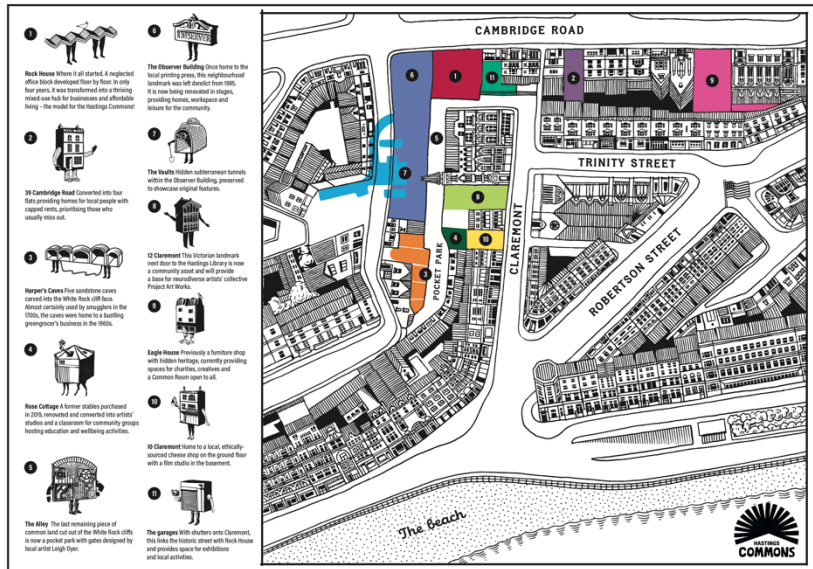 1
Rock House Where it all started. A neglected
office block developed floor by floor. In only
four years, it was transformed into a thriving
mixed-use hub for businesses and affordable
living – the model for the Hastings Commons!
2
39 Cambridge Road Converted into four
flats providing homes for local people with
capped rents, prioritising those who
usually miss out.
3
Harper's Caves Five sandstone caves
carved into the White Rock cliff-face.
Almost certainly used by smugglers in the
1700s, the caves were home to a bustling
greengrocer's business in the 1960s.
4
Rose Cottage A former stables purchased
in 2019, renovated and converted into artists'
studios and a classroom for community groups
hosting education and wellbeing activities.
5
The Alley The last remaining piece of
common land cut out of the White Rock cliffs
is now a pocket park with gates designed by
local artist Leigh Dyer.
6
OBSERVER
The Observer Building Once home to the
local printing press, this neighbourhood
landmark was left derelict from 1985.
It is now being renovated in stages,
providing homes, workspace and
leisure for the community.
7
The Vaults Hidden subterranean tunnels
within the Observer Building, preserved
to showcase original features.
8
12 Claremont This Victorian landmark
next door to the Hastings Library is now
a community asset and will provide
a base for neurodiverse artists' collective
Project Art Works.
9
Eagle House Previously a furniture shop
with hidden heritage, currently providing
spaces for charities, creatives and
a Common Room open to all.
10
10 Claremont Home to a local, ethically-
sourced cheese shop on the ground floor
with a film studio in the basement.
11
The garages With shutters onto Claremont,
this links the historic street with Rock House
and provides space for exhibitions
and local activities.
CAMBRIDGE ROAD
6
1
11
2
9
5
TRINITY STREET
7
8
4
10
3
POCKET PARK
CLAREMONT
ROBERTSON STREET
The Beach
HASTINGS
COMMONS